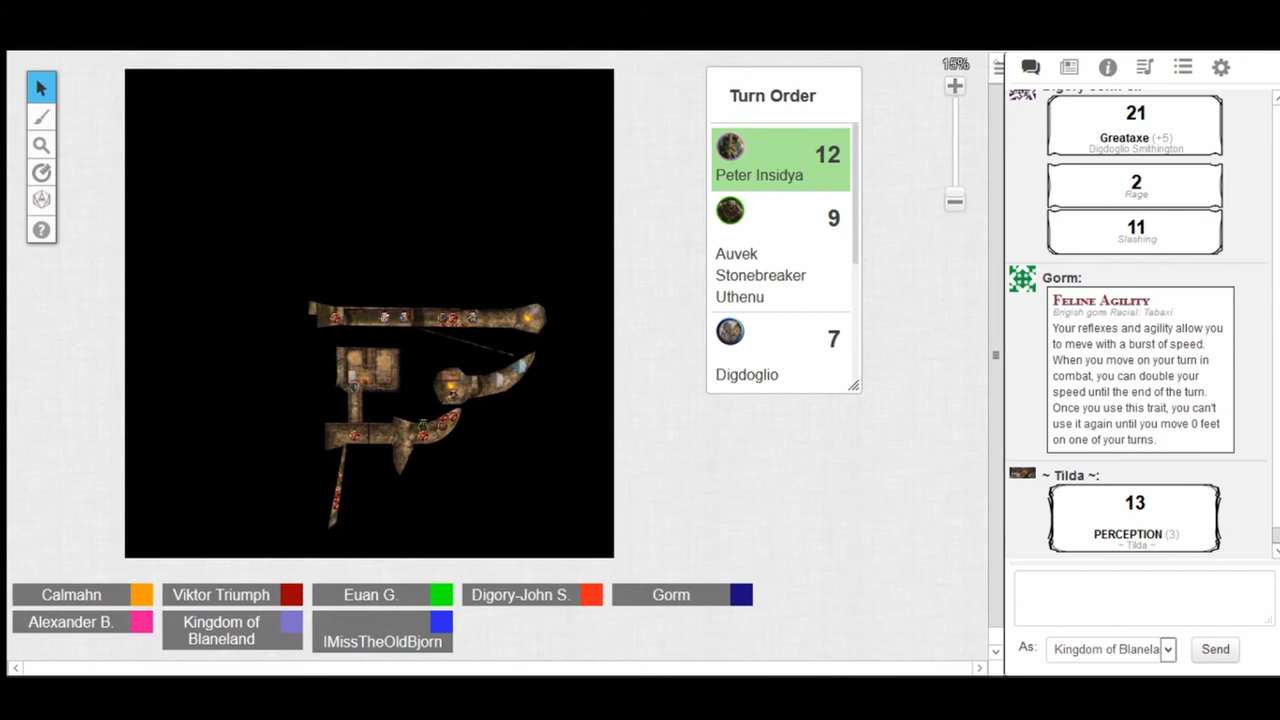 15%
Turn Order
12
Peter Insidya
9
Auvek
Stonebreaker
Uthenu
7
Digdoglio
Calmahn
Viktor Triumph
Euan G.
Digory-John S.
Gorm
Alexander B.
Kingdom of
Blaneland
IMissTheOldBjorn
21
Greataxe (+5)
Digdoglio Smithington
2
Rage
11
Slashing
Gorm:
Feline Agility
Brigish gom Racial: Tabaxi
Your reflexes and agility allow you
to move with a burst of speed.
When you move on your turn in
combat, you can double your
speed until the end of the turn.
Once you use this trait, you can't
use it again until you move 0 feet
on one of your turns.
~ Tilda ~:
13
PERCEPTION (3)
~ Tilda ~
As:
Kingdom of Blanela
Send